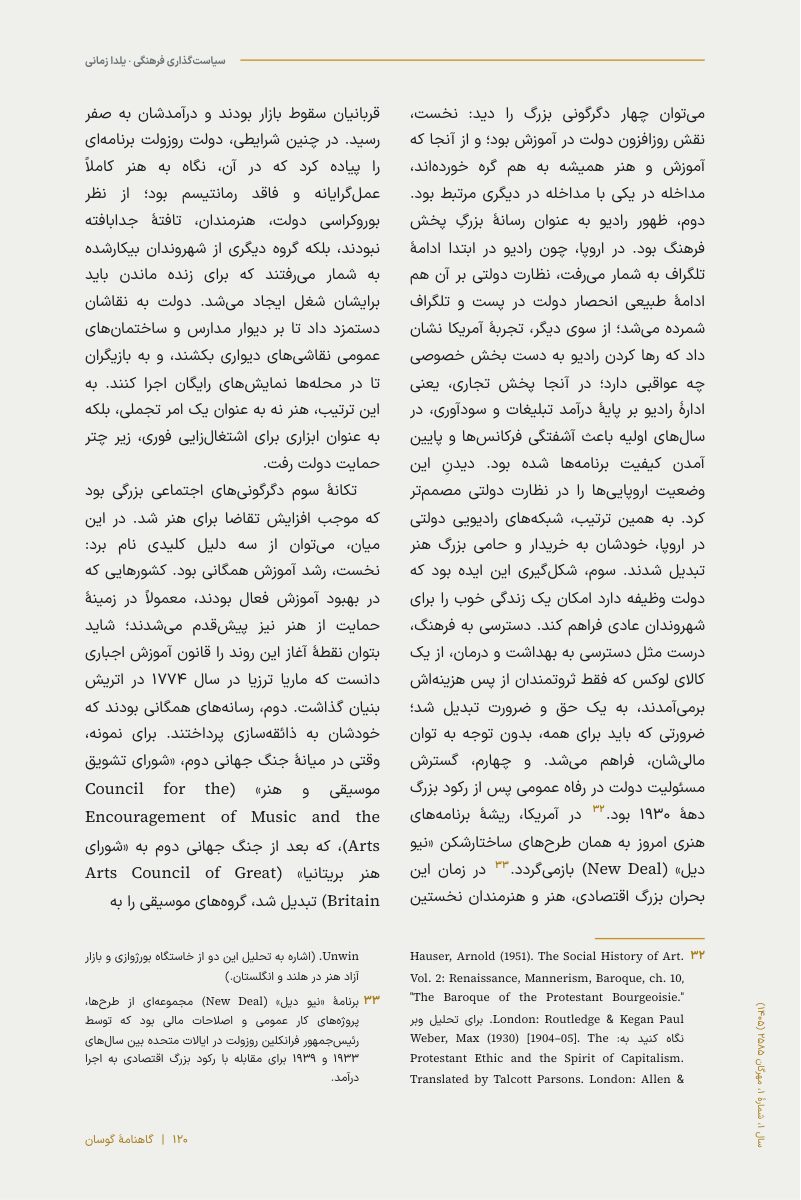 سیاست‌گذاری فرهنگی · یلدا زمانی
می‌توان چهار دگرگونی بزرگ را دید: نخست،
نقش روزافزون دولت در آموزش بود؛ و از آنجا که
آموزش و هنر همیشه به هم گره خورده‌اند،
مداخله در یکی با مداخله در دیگری مرتبط بود.
دوم، ظهور رادیو به عنوان رسانهٔ بزرگِ پخش
فرهنگ بود. در اروپا، چون رادیو در ابتدا ادامهٔ
تلگراف به شمار می‌رفت، نظارت دولتی بر آن هم
ادامهٔ طبیعی انحصار دولت در پست و تلگراف
شمرده می‌شد؛ از سوی دیگر، تجربهٔ آمریکا نشان
داد که رها کردن رادیو به دست بخش خصوصی
چه عواقبی دارد؛ در آنجا پخش تجاری، یعنی
ادارهٔ رادیو بر پایهٔ درآمد تبلیغات و سودآوری، در
سال‌های اولیه باعث آشفتگی فرکانس‌ها و پایین
آمدن کیفیت برنامه‌ها شده بود. دیدنِ این
وضعیت اروپایی‌ها را در نظارت دولتی مصمم‌تر
کرد. به همین ترتیب، شبکه‌های رادیویی دولتی
در اروپا، خودشان به خریدار و حامی بزرگ هنر
تبدیل شدند. سوم، شکل‌گیری این ایده بود که
دولت وظیفه دارد امکان یک زندگی خوب را برای
شهروندان عادی فراهم کند. دسترسی به فرهنگ،
درست مثل دسترسی به بهداشت و درمان، از یک
کالای لوکس که فقط ثروتمندان از پس هزینه‌اش
برمی‌آمدند، به یک حق و ضرورت تبدیل شد؛
ضرورتی که باید برای همه، بدون توجه به توان
مالی‌شان، فراهم می‌شد. و چهارم، گسترش
مسئولیت دولت در رفاه عمومی پس از رکود بزرگ
دههٔ ۱۹۳۰ بود.۳۲ در آمریکا، ریشهٔ برنامه‌های
هنری امروز به همان طرح‌های ساختارشکن «نیو
دیل» (New Deal) بازمی‌گردد.۳۳ در زمان این
بحران بزرگ اقتصادی، هنر و هنرمندان نخستین
قربانیان سقوط بازار بودند و درآمدشان به صفر
رسید. در چنین شرایطی، دولت روزولت برنامه‌ای
را پیاده کرد که در آن، نگاه به هنر کاملاً
عمل‌گرایانه و فاقد رمانتیسم بود؛ از نظر
بوروکراسی دولت، هنرمندان، تافتهٔ جدابافته
نبودند، بلکه گروه دیگری از شهروندان بیکارشده
به شمار می‌رفتند که برای زنده ماندن باید
برایشان شغل ایجاد می‌شد. دولت به نقاشان
دستمزد داد تا بر دیوار مدارس و ساختمان‌های
عمومی نقاشی‌های دیواری بکشند، و به بازیگران
تا در محله‌ها نمایش‌های رایگان اجرا کنند. به
این ترتیب، هنر نه به عنوان یک امر تجملی، بلکه
به عنوان ابزاری برای اشتغال‌زایی فوری، زیر چتر
حمایت دولت رفت.
تکانهٔ سوم دگرگونی‌های اجتماعی بزرگی بود
که موجب افزایش تقاضا برای هنر شد. در این
میان، می‌توان از سه دلیل کلیدی نام برد:
نخست، رشد آموزش همگانی بود. کشورهایی که
در بهبود آموزش فعال بودند، معمولاً در زمینهٔ
حمایت از هنر نیز پیش‌قدم می‌شدند؛ شاید
بتوان نقطهٔ آغاز این روند را قانون آموزش اجباری
دانست که ماریا ترزیا در سال ۱۷۷۴ در اتریش
بنیان گذاشت. دوم، رسانه‌های همگانی بودند که
خودشان به ذائقه‌سازی پرداختند. برای نمونه،
وقتی در میانهٔ جنگ جهانی دوم، «شورای تشویق
موسیقی و هنر» (Council for the
Encouragement of Music and the
Arts)، که بعد از جنگ جهانی دوم به «شورای
هنر بریتانیا» (Arts Council of Great
Britain) تبدیل شد، گروه‌های موسیقی را به
۳۲ Hauser, Arnold (1951). The Social History of Art.
Vol. 2: Renaissance, Mannerism, Baroque, ch. 10,
"The Baroque of the Protestant Bourgeoisie."
London: Routledge & Kegan Paul. برای تحلیل وبر
نگاه کنید به: Weber, Max (1930) [1904–05]. The
Protestant Ethic and the Spirit of Capitalism.
Translated by Talcott Parsons. London: Allen &
Unwin. (اشاره به تحلیل این دو از خاستگاه بورژوازی و بازار
آزاد هنر در هلند و انگلستان.)
۳۳ برنامهٔ «نیو دیل» (New Deal) مجموعه‌ای از طرح‌ها،
پروژه‌های کار عمومی و اصلاحات مالی بود که توسط
رئیس‌جمهور فرانکلین روزولت در ایالات متحده بین سال‌های
۱۹۳۳ و ۱۹۳۹ برای مقابله با رکود بزرگ اقتصادی به اجرا
درآمد.
سال ۱، شمارهٔ ۱، مهرگان ۲۵۸۵ (۱۴۰۵)
۱۲۰ | گاهنامهٔ گوسان